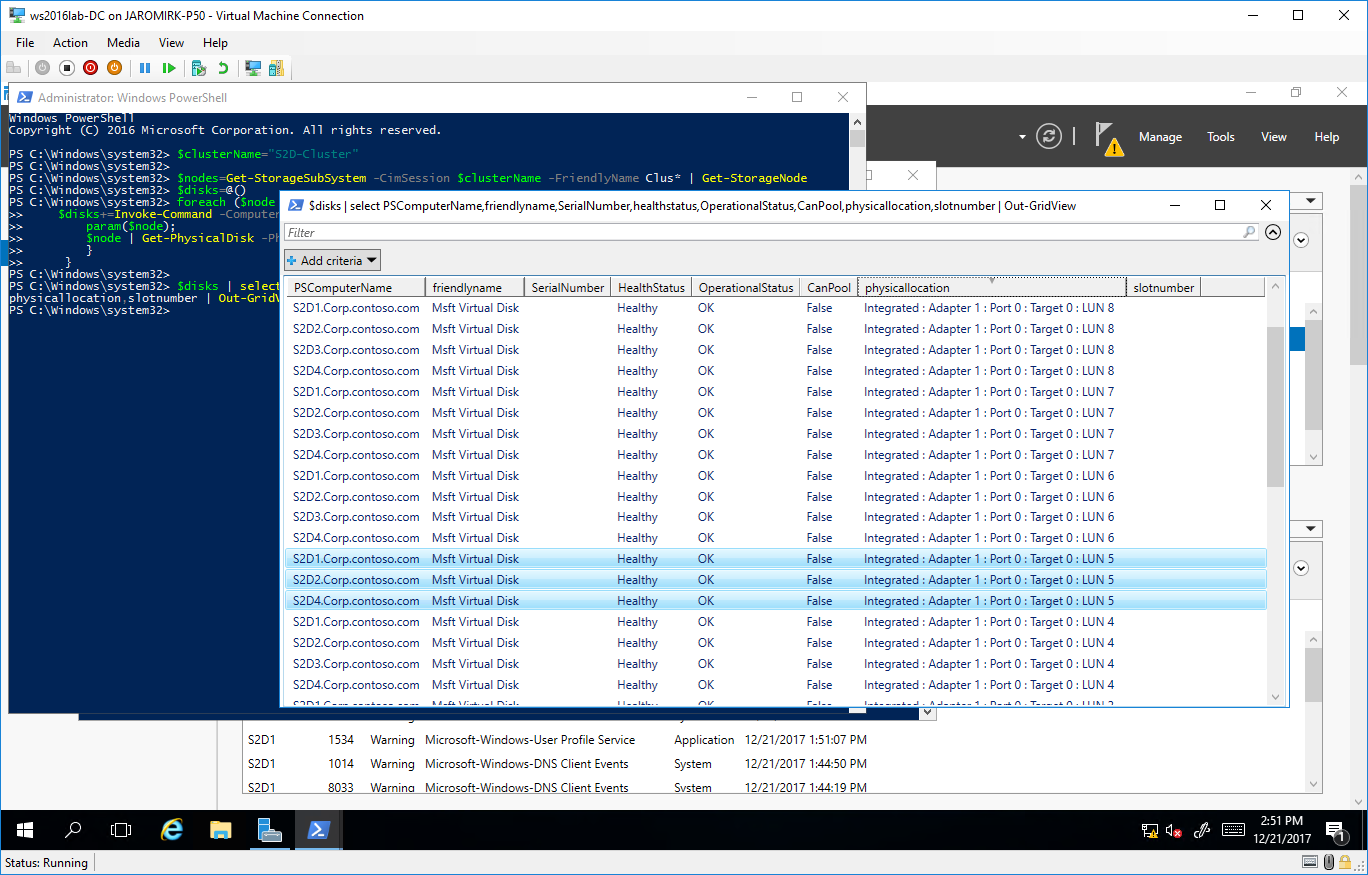 ws2016lab-DC on JAROMIRK-P50 - Virtual Machine Connection
File Action Media View Help
Administrator: Windows PowerShell
Windows PowerShell
Copyright (C) 2016 Microsoft Corporation. All rights reserved.
PS C:\Windows\system32> $clusterName="S2D-Cluster"
PS C:\Windows\system32>
PS C:\Windows\system32> $nodes=Get-StorageSubSystem -CimSession $clusterName -FriendlyName Clus* | Get-StorageNode
PS C:\Windows\system32> $disks=@()
PS C:\Windows\system32> foreach ($node
>> $disks+=Invoke-Command -Computer
>> param($node);
>> $node | Get-PhysicalDisk -Ph
>> }
>> }
PS C:\Windows\system32>
PS C:\Windows\system32> $disks | select
physicallocation,slotnumber | Out-GridV
PS C:\Windows\system32>
Manage Tools View Help
$disks | select PSComputerName,friendlyname,SerialNumber,healthstatus,OperationalStatus,CanPool,physicallocation,slotnumber | Out-GridView
Filter
Add criteria
PSComputerName friendlyname SerialNumber HealthStatus OperationalStatus CanPool physicallocation slotnumber
S2D1.Corp.contoso.com Msft Virtual Disk Healthy OK False Integrated : Adapter 1 : Port 0 : Target 0 : LUN 8
S2D2.Corp.contoso.com Msft Virtual Disk Healthy OK False Integrated : Adapter 1 : Port 0 : Target 0 : LUN 8
S2D3.Corp.contoso.com Msft Virtual Disk Healthy OK False Integrated : Adapter 1 : Port 0 : Target 0 : LUN 8
S2D4.Corp.contoso.com Msft Virtual Disk Healthy OK False Integrated : Adapter 1 : Port 0 : Target 0 : LUN 8
S2D1.Corp.contoso.com Msft Virtual Disk Healthy OK False Integrated : Adapter 1 : Port 0 : Target 0 : LUN 7
S2D2.Corp.contoso.com Msft Virtual Disk Healthy OK False Integrated : Adapter 1 : Port 0 : Target 0 : LUN 7
S2D3.Corp.contoso.com Msft Virtual Disk Healthy OK False Integrated : Adapter 1 : Port 0 : Target 0 : LUN 7
S2D4.Corp.contoso.com Msft Virtual Disk Healthy OK False Integrated : Adapter 1 : Port 0 : Target 0 : LUN 7
S2D1.Corp.contoso.com Msft Virtual Disk Healthy OK False Integrated : Adapter 1 : Port 0 : Target 0 : LUN 6
S2D2.Corp.contoso.com Msft Virtual Disk Healthy OK False Integrated : Adapter 1 : Port 0 : Target 0 : LUN 6
S2D3.Corp.contoso.com Msft Virtual Disk Healthy OK False Integrated : Adapter 1 : Port 0 : Target 0 : LUN 6
S2D4.Corp.contoso.com Msft Virtual Disk Healthy OK False Integrated : Adapter 1 : Port 0 : Target 0 : LUN 6
S2D1.Corp.contoso.com Msft Virtual Disk Healthy OK False Integrated : Adapter 1 : Port 0 : Target 0 : LUN 5
S2D2.Corp.contoso.com Msft Virtual Disk Healthy OK False Integrated : Adapter 1 : Port 0 : Target 0 : LUN 5
S2D4.Corp.contoso.com Msft Virtual Disk Healthy OK False Integrated : Adapter 1 : Port 0 : Target 0 : LUN 5
S2D1.Corp.contoso.com Msft Virtual Disk Healthy OK False Integrated : Adapter 1 : Port 0 : Target 0 : LUN 4
S2D2.Corp.contoso.com Msft Virtual Disk Healthy OK False Integrated : Adapter 1 : Port 0 : Target 0 : LUN 4
S2D3.Corp.contoso.com Msft Virtual Disk Healthy OK False Integrated : Adapter 1 : Port 0 : Target 0 : LUN 4
S2D4.Corp.contoso.com Msft Virtual Disk Healthy OK False Integrated : Adapter 1 : Port 0 : Target 0 : LUN 4
S2D1 1534 Warning Microsoft-Windows-User Profile Service Application 12/21/2017 1:51:07 PM
S2D1 1014 Warning Microsoft-Windows-DNS Client Events System 12/21/2017 1:44:50 PM
S2D1 8033 Warning Microsoft-Windows-DNS Client Events System 12/21/2017 1:44:19 PM
2:51 PM
12/21/2017
1
Status: Running